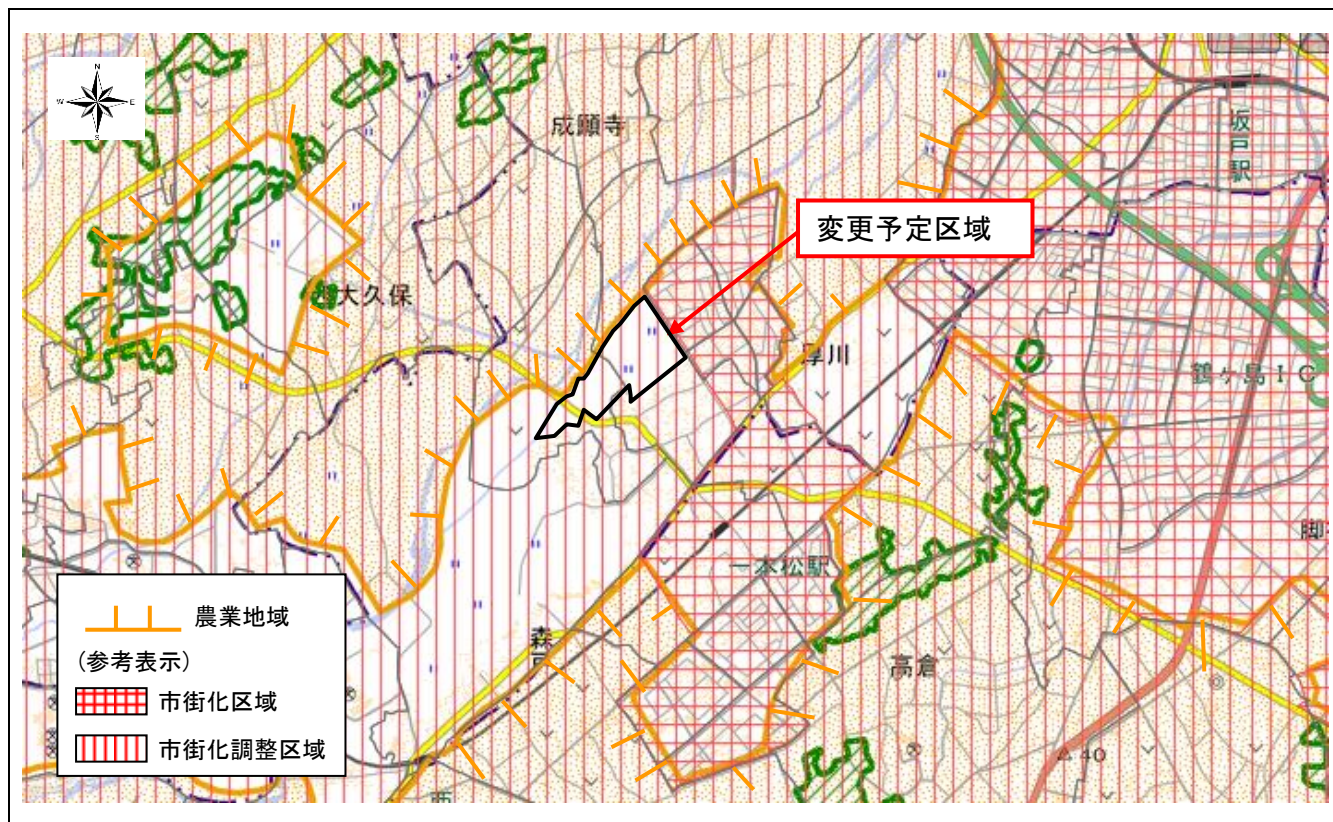 N
W
E
S
成願寺
坂戸駅
変更予定区域
大久保
厚川
鶴ヶ島IC
脚
一本松駅
農業地域
(参考表示)
森戸
高倉
市街化区域
市街化調整区域
40
西